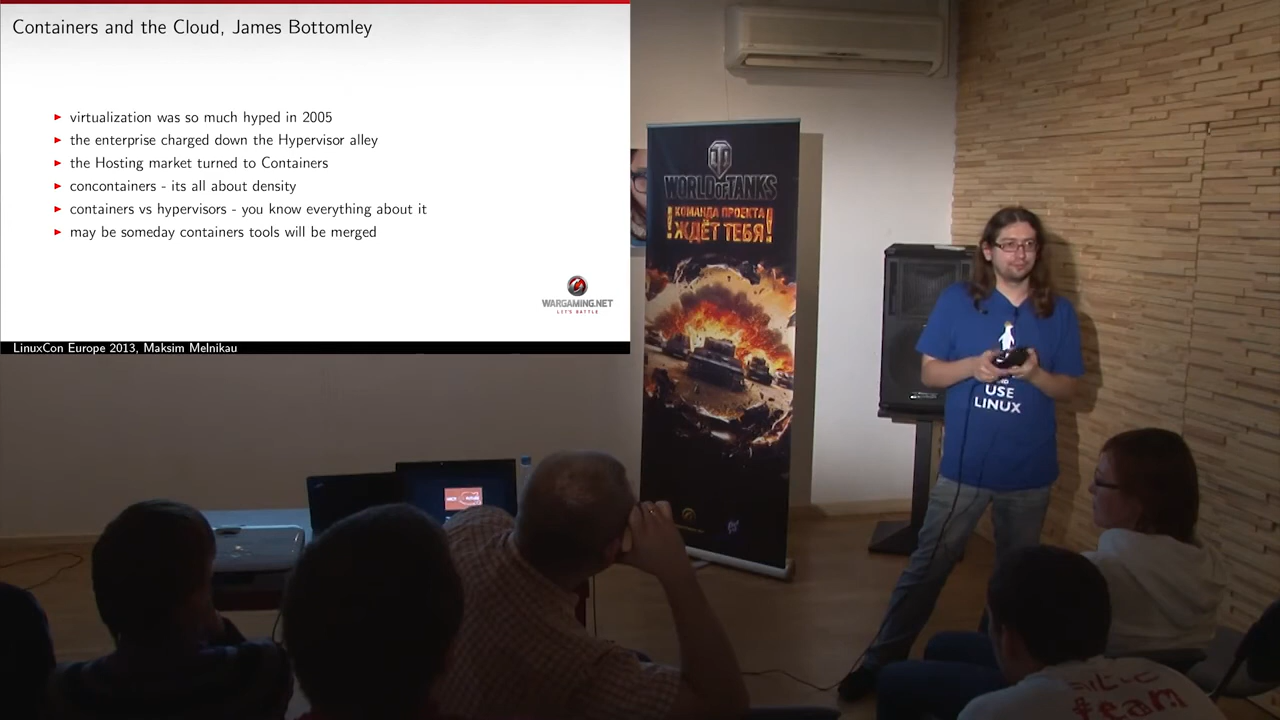 Containers and the Cloud, James Bottomley
virtualization was so much hyped in 2005
the enterprise charged down the Hypervisor alley
the Hosting market turned to Containers
concontainers - its all about density
containers vs hypervisors - you know everything about it
may be someday containers tools will be merged
WARGAMING.NET
LET'S BATTLE
LinuxCon Europe 2013, Maksim Melnikau
WORLD OF TANKS
КОМАНДА ПРОЕКТА
ЖДЁТ ТЕБЯ!
USE
LINUX
team